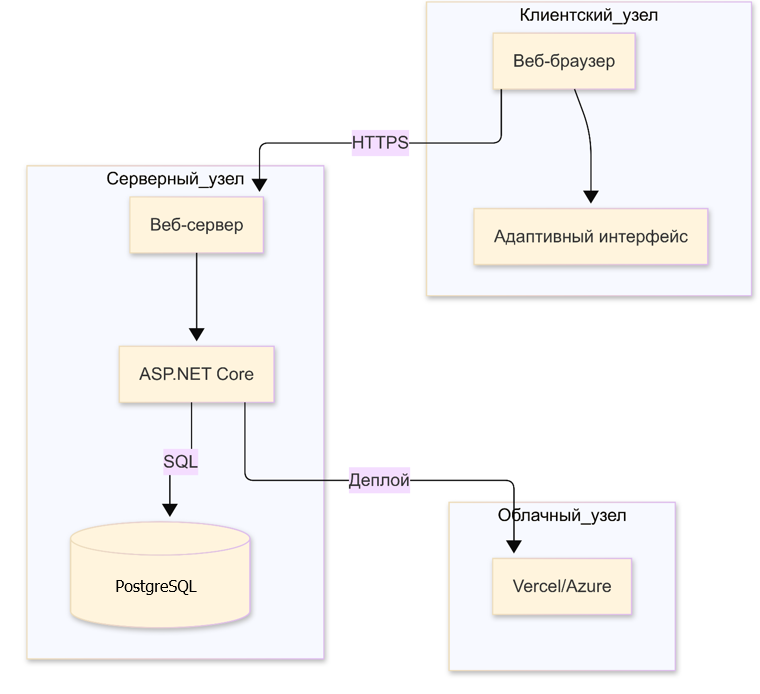 Клиентский_узел
Веб-браузер
HTTPS
Серверный_узел
Веб-сервер
Адаптивный интерфейс
ASP.NET Core
SQL
Деплой
Облачный_узел
PostgreSQL
Vercel/Azure